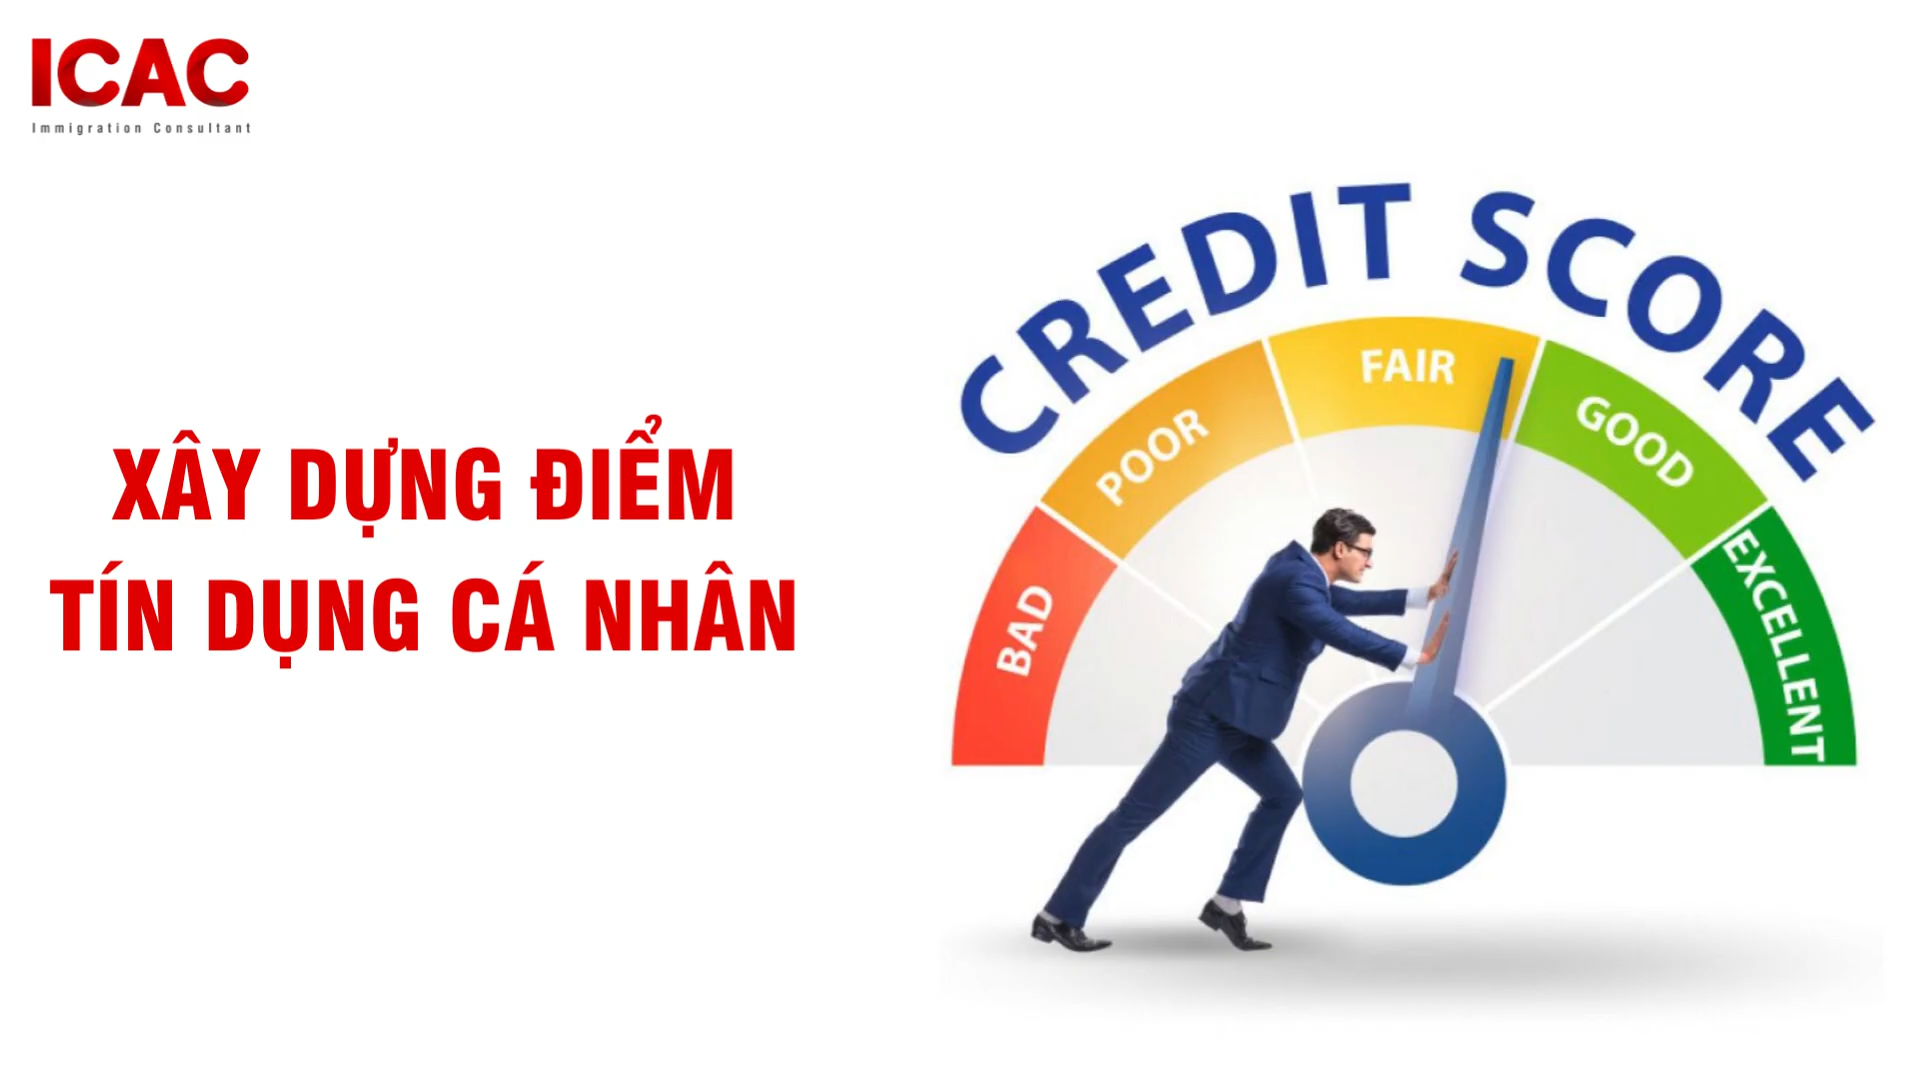 ICAC
Immigration Consultant
XÂY DỰNG ĐIỂM
TÍN DỤNG CÁ NHÂN
CREDIT SCORE
BAD
POOR
FAIR
GOOD
EXCELLENT